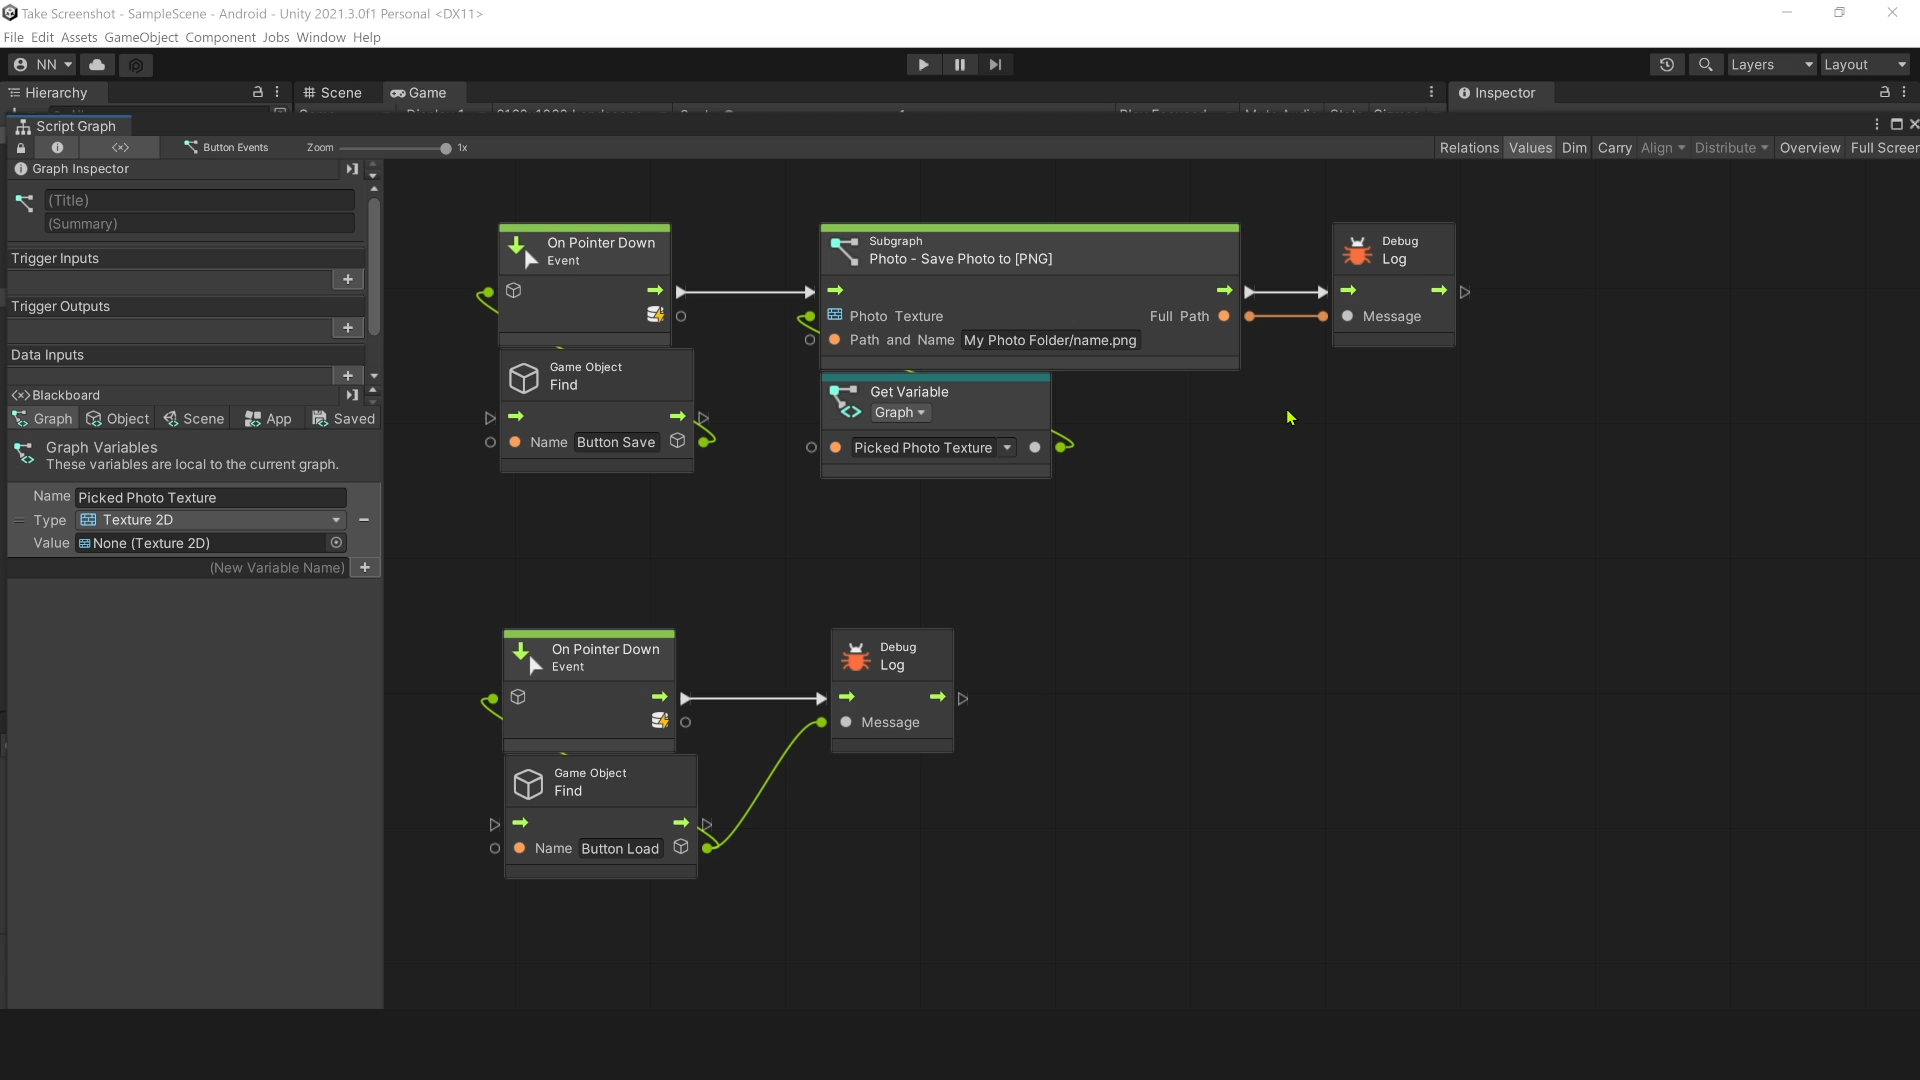 Take Screenshot - SampleScene - Android - Unity 2021.3.0f1 Personal <DX11>
File Edit Assets GameObject Component Jobs Window Help
NN
Layers
Layout
Hierarchy
Scene
Game
Inspector
Script Graph
Button Events
Zoom
1x
Relations
Values
Dim
Carry
Align
Distribute
Overview
Full Screen
Graph Inspector
(Title)
(Summary)
Trigger Inputs
Trigger Outputs
Data Inputs
Blackboard
Graph
Object
Scene
App
Saved
Graph Variables
These variables are local to the current graph.
Name Picked Photo Texture
Type Texture 2D
Value None (Texture 2D)
(New Variable Name)
On Pointer Down
Event
Game Object
Find
Name Button Save
Subgraph
Photo - Save Photo to [PNG]
Photo Texture
Full Path
Path and Name My Photo Folder/name.png
Get Variable
Graph
Picked Photo Texture
Debug
Log
Message
On Pointer Down
Event
Game Object
Find
Name Button Load
Debug
Log
Message